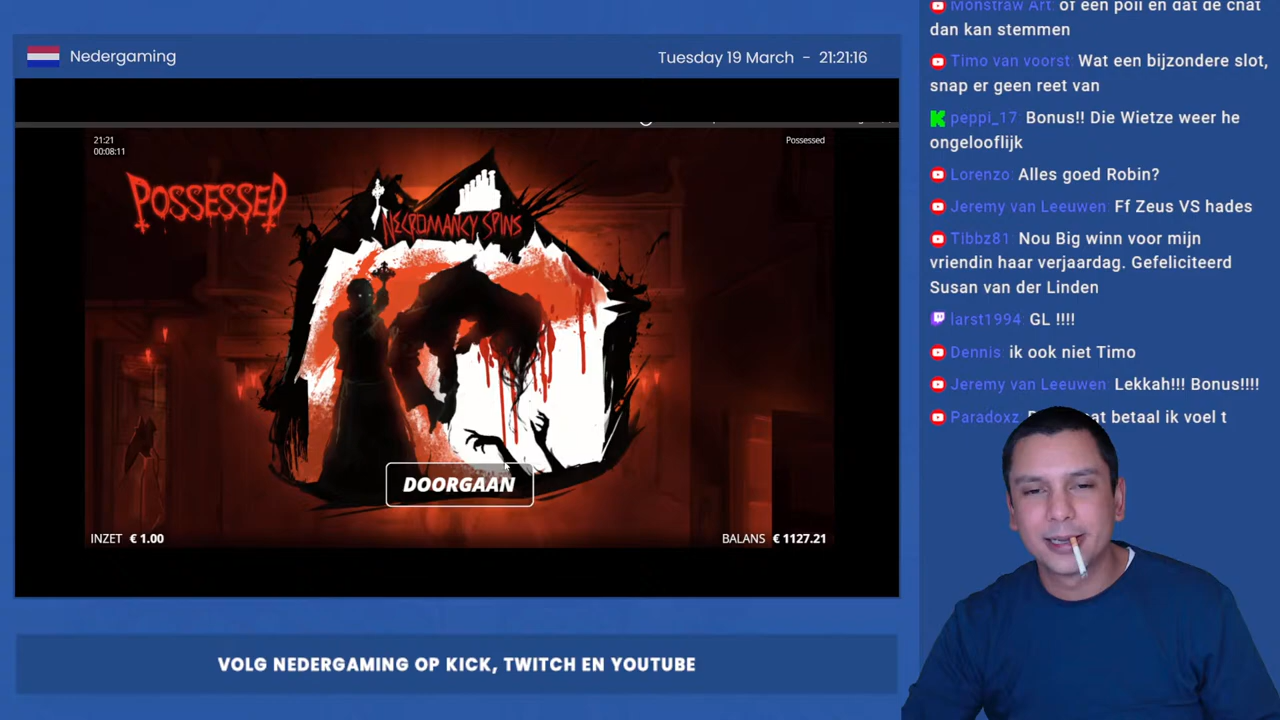 Nedergaming
Tuesday 19 March - 21:21:16
21:21
00:08:11
Possessed
POSSESSED
NECROMANCY SPINS
DOORGAAN
INZET € 1.00
BALANS € 1127.21
VOLG NEDERGAMING OP KICK, TWITCH EN YOUTUBE
Monstraw Art: of een poll en dat de chat
dan kan stemmen
Timo van voorst: Wat een bijzondere slot,
snap er geen reet van
peppi_17 Bonus!! Die Wietze weer he
ongelooflijk
Lorenzo: Alles goed Robin?
Jeremy van Leeuwen: Ff Zeus VS hades
Tibbz81: Nou Big winn voor mijn
vriendin haar verjaardag. Gefeliciteerd
Susan van der Linden
larst1994: GL !!!!
Dennis: ik ook niet Timo
Jeremy van Leeuwen: Lekkah!!! Bonus!!!!
Paradoxz betaal ik voel t